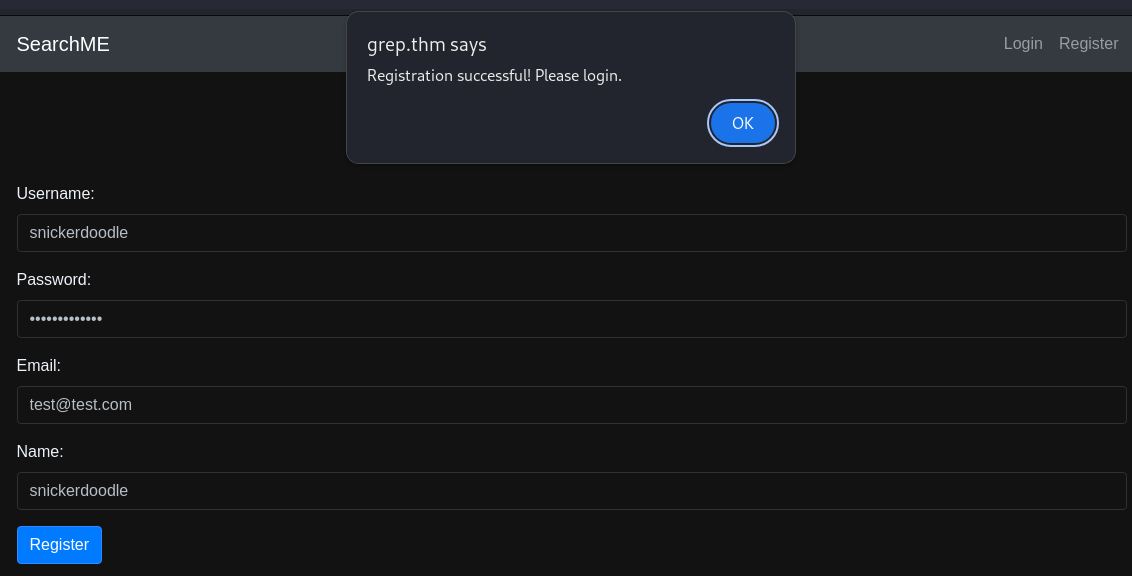 SearchME
Login Register
grep.thm says
Registration successful! Please login.
OK
Username:
snickerdoodle
Password:
•••••••••••••
Email:
test@test.com
Name:
snickerdoodle
Register